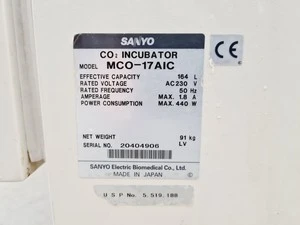 SANYO
CO₂ INCUBATOR
MODEL MCO-17AIC
EFFECTIVE CAPACITY 164 L
RATED VOLTAGE AC 230 V
RATED FREQUENCY 50 Hz
AMPERAGE MAX. 1.8 A
POWER CONSUMPTION MAX. 440 W
NET WEIGHT 91 kg
SERIAL NO. 20404906 LV
SANYO Electric Biomedical Co., Ltd.
MADE IN JAPAN
CE
U S P No. 5.519.188